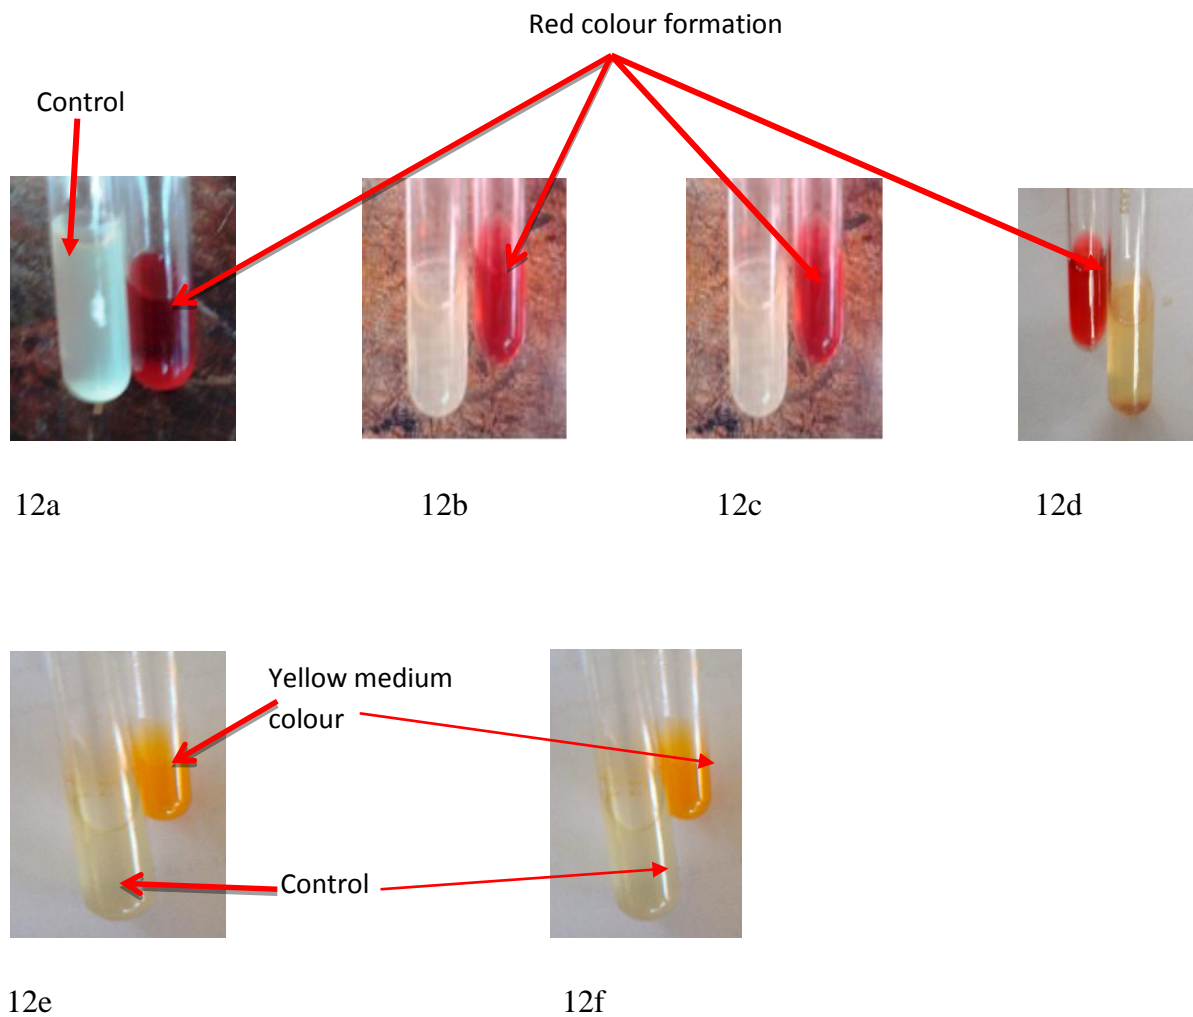 Red colour formation
Control
12a
12b
12c
12d
Yellow medium
colour
Control
12e
12f